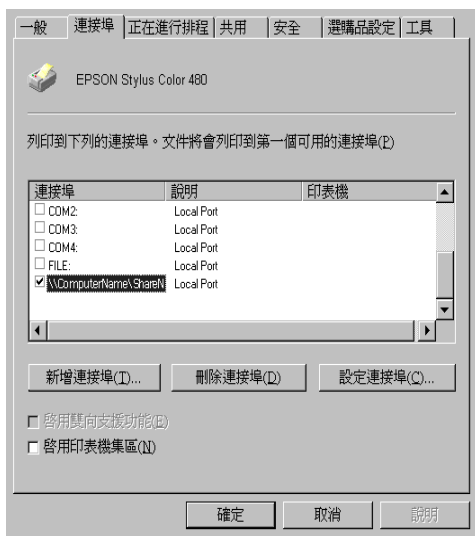 一般 連接埠 正在進行排程 共用 安全 選購品設定 工具
EPSON Stylus Color 480
列印到下列的連接埠。文件將會列印到第一個可用的連接埠(P)
連接埠 說明 印表機
COM2: Local Port
COM3: Local Port
COM4: Local Port
FILE: Local Port
\\ComputerName\ShareN Local Port
新增連接埠(T)... 刪除連接埠(D) 設定連接埠(C)...
啓用雙向支援功能(E)
啓用印表機集區(N)
確定 取消 說明